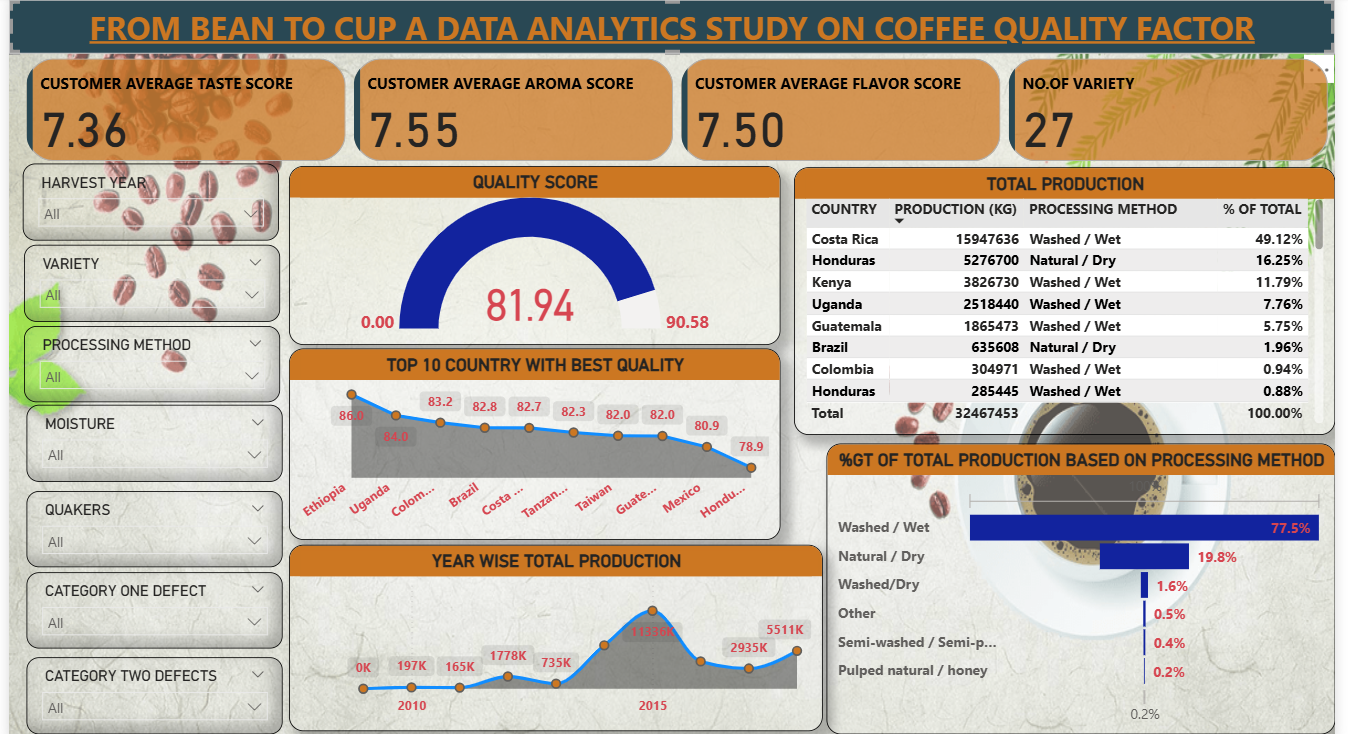 FROM BEAN TO CUP A DATA ANALYTICS STUDY ON COFFEE QUALITY FACTOR
CUSTOMER AVERAGE TASTE SCORE
7.36
CUSTOMER AVERAGE AROMA SCORE
7.55
CUSTOMER AVERAGE FLAVOR SCORE
7.50
NO.OF VARIETY
27
HARVEST YEAR
All
VARIETY
All
PROCESSING METHOD
All
MOISTURE
All
QUAKERS
All
CATEGORY ONE DEFECT
All
CATEGORY TWO DEFECTS
All
QUALITY SCORE
81.94
0.00
90.58
TOP 10 COUNTRY WITH BEST QUALITY
86.0
84.0
83.2
82.8
82.7
82.3
82.0
82.0
80.9
78.9
Ethiopia
Uganda
Colom...
Brazil
Costa ...
Tanzan...
Taiwan
Guate...
Mexico
Hondu...
YEAR WISE TOTAL PRODUCTION
0K
197K
165K
1778K
735K
2935K
5511K
2010
2015
TOTAL PRODUCTION
COUNTRY PRODUCTION (KG) PROCESSING METHOD % OF TOTAL
Costa Rica 15947636 Washed / Wet 49.12%
Honduras 5276700 Natural / Dry 16.25%
Kenya 3826730 Washed / Wet 11.79%
Uganda 2518440 Washed / Wet 7.76%
Guatemala 1865473 Washed / Wet 5.75%
Brazil 635608 Natural / Dry 1.96%
Colombia 304971 Washed / Wet 0.94%
Honduras 285445 Washed / Wet 0.88%
Total 32467453 100.00%
%GT OF TOTAL PRODUCTION BASED ON PROCESSING METHOD
Washed / Wet 77.5%
Natural / Dry 19.8%
Washed/Dry 1.6%
Other 0.5%
Semi-washed / Semi-p... 0.4%
Pulped natural / honey 0.2%
0.2%